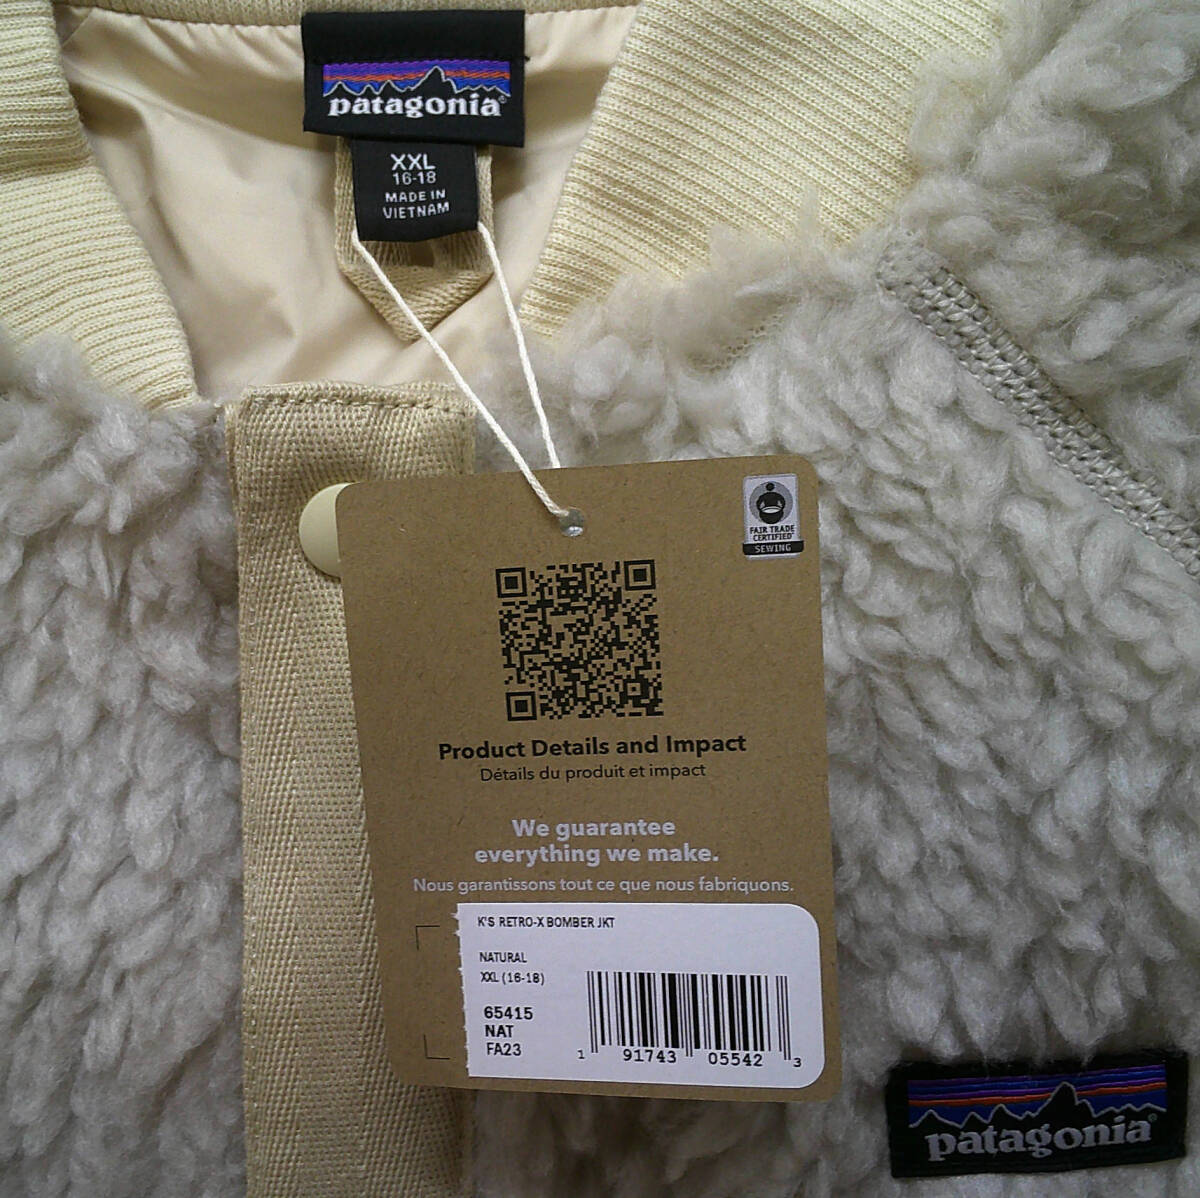 patagonia®
XXL
16-18
MADE IN
VIETNAM
FAIR TRADE
CERTIFIED
SEWING
Product Details and Impact
Détails du produit et impact
We guarantee
everything we make.
Nous garantissons tout ce que nous fabriquons.
K'S RETRO-X BOMBER JKT
NATURAL
XXL (16-18)
65415
NAT
FA23
1 91743 05542 3
patagonia®